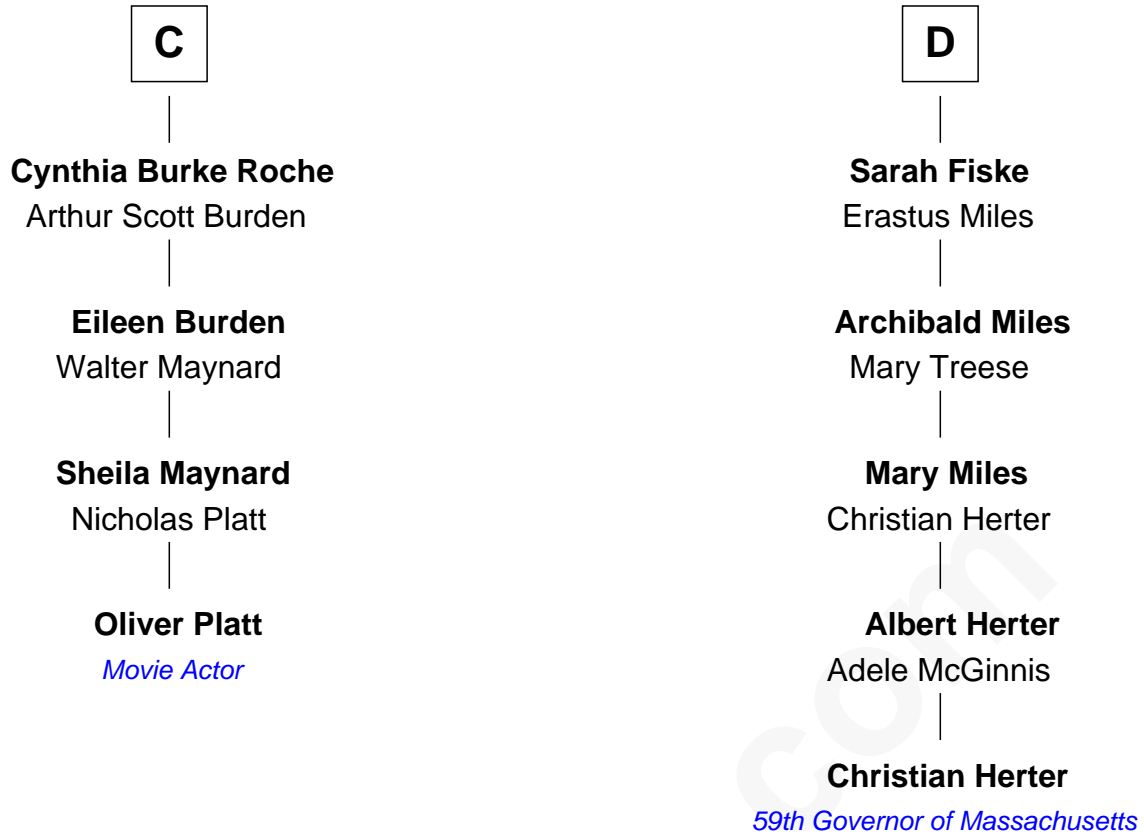 C
Cynthia Burke Roche
Arthur Scott Burden
Eileen Burden
Walter Maynard
Sheila Maynard
Nicholas Platt
Oliver Platt
Movie Actor
D
Sarah Fiske
Erastus Miles
Archibald Miles
Mary Treese
Mary Miles
Christian Herter
Albert Herter
Adele McGinnis
Christian Herter
59th Governor of Massachusetts
com